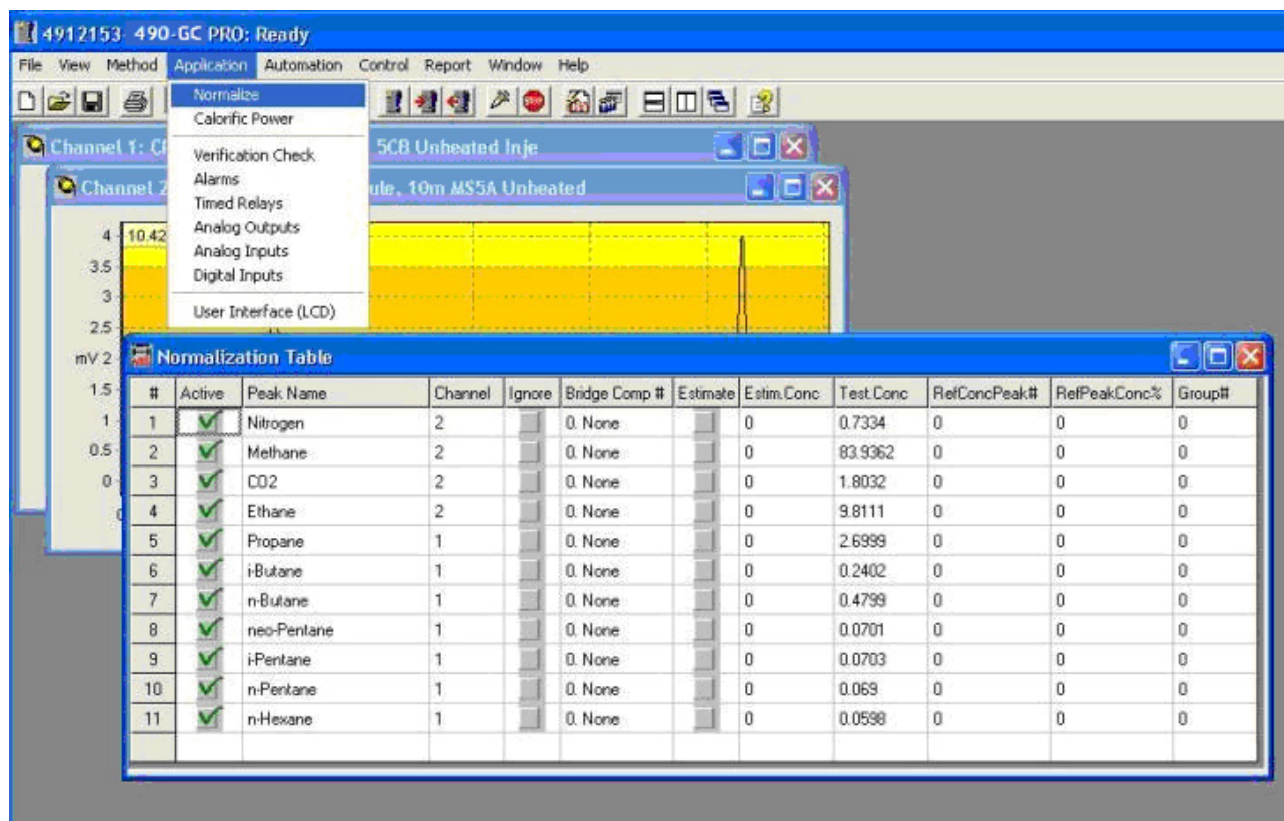 4912153 490-GC PRO: Ready
File View Method Application Automation Control Report Window Help
Normalize
Calorific Power
Verification Check
Alarms
Timed Relays
Analog Outputs
Analog Inputs
Digital Inputs
User Interface (LCD)
Channel 1: 5CB Unheated Inje
Channel 2 ule, 10m MS5A Unheated
10.42
4
3.5
3
2.5
mV 2
1.5
1
0.5
0
Normalization Table
# Active Peak Name Channel Ignore Bridge Comp # Estimate Estim.Conc Test.Conc RefConcPeak# RefPeakConc% Group#
1 Nitrogen 2 0. None 0 0.7334 0 0 0
2 Methane 2 0. None 0 83.9362 0 0 0
3 CO2 2 0. None 0 1.8032 0 0 0
4 Ethane 2 0. None 0 9.8111 0 0 0
5 Propane 1 0. None 0 2.6999 0 0 0
6 i-Butane 1 0. None 0 0.2402 0 0 0
7 n-Butane 1 0. None 0 0.4799 0 0 0
8 neo-Pentane 1 0. None 0 0.0701 0 0 0
9 i-Pentane 1 0. None 0 0.0703 0 0 0
10 n-Pentane 1 0. None 0 0.069 0 0 0
11 n-Hexane 1 0. None 0 0.0598 0 0 0